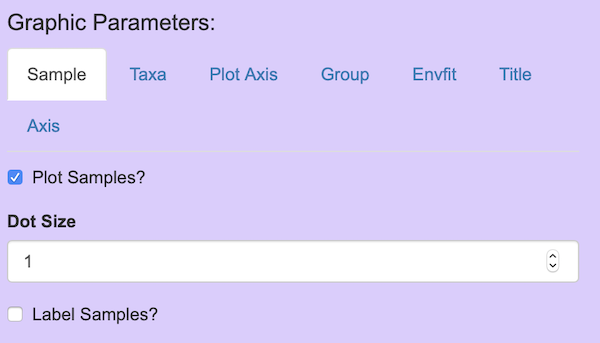 Graphic Parameters:
Sample Taxa Plot Axis Group Envfit Title
Axis
Plot Samples?
Dot Size
1
Label Samples?